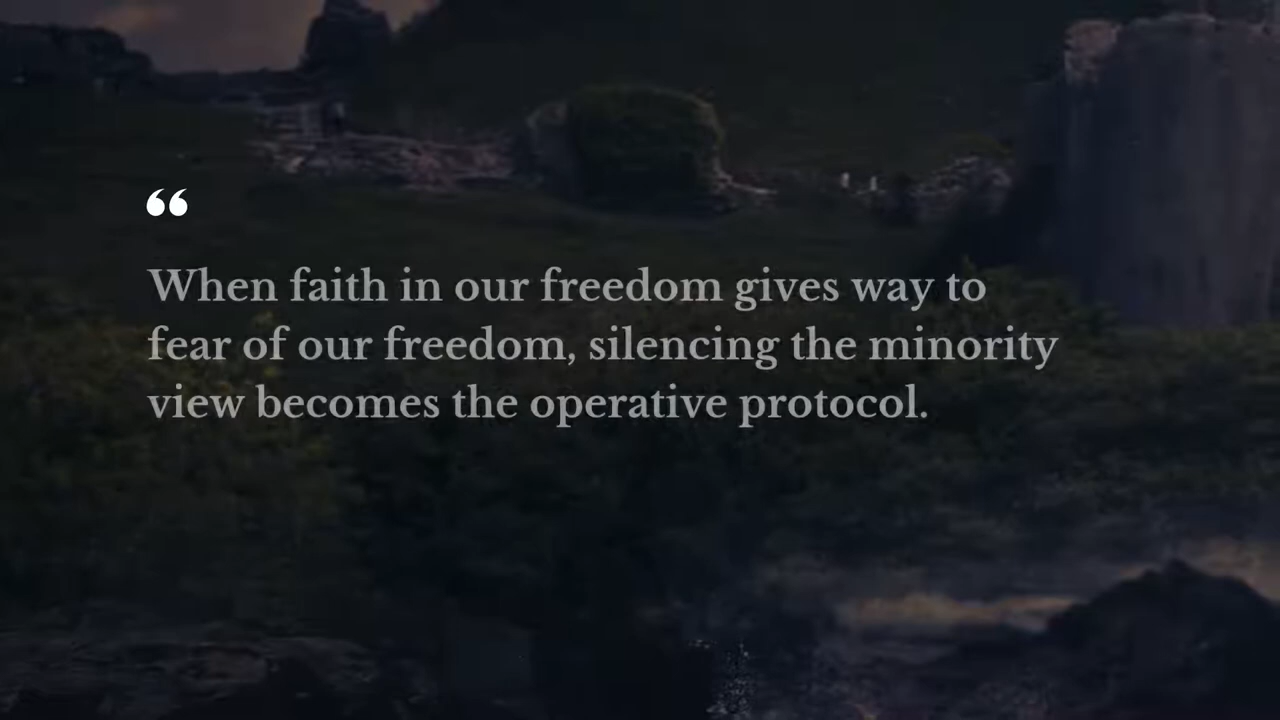 “
When faith in our freedom gives way to
fear of our freedom, silencing the minority
view becomes the operative protocol.